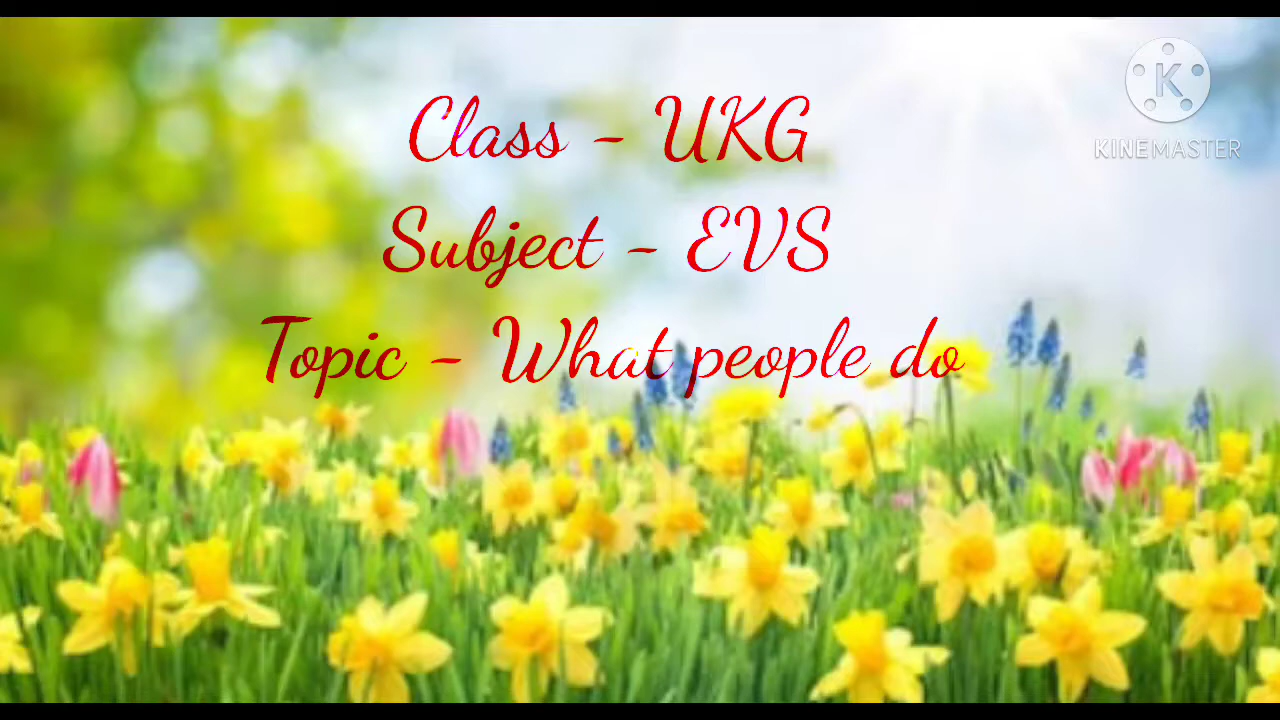 Class - UKG
Subject - EVS
Topic - What people do
K
KINEMASTER